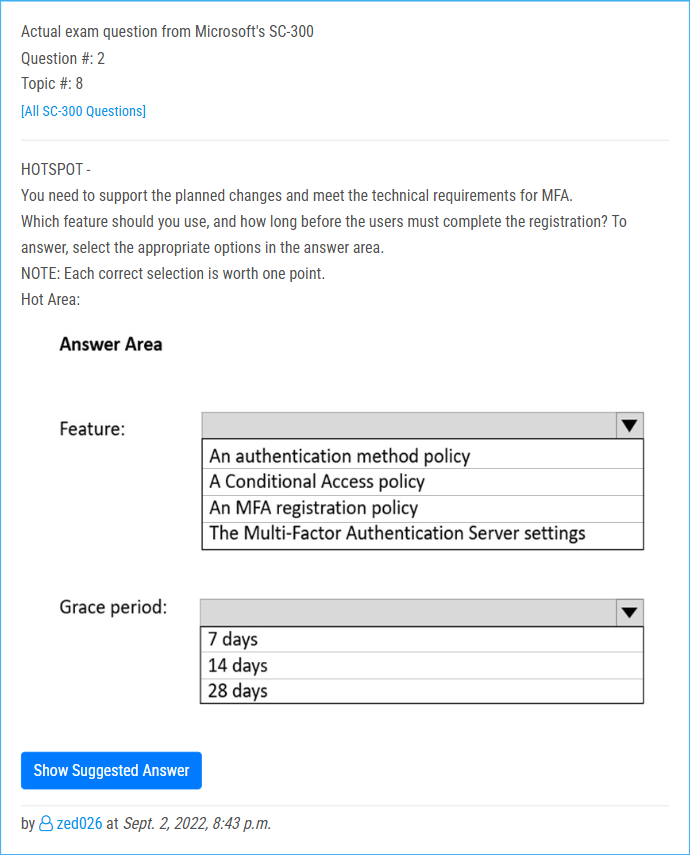 Actual exam question from Microsoft's SC-300
Question #: 2
Topic #: 8
[All SC-300 Questions]
HOTSPOT -
You need to support the planned changes and meet the technical requirements for MFA.
Which feature should you use, and how long before the users must complete the registration? To
answer, select the appropriate options in the answer area.
NOTE: Each correct selection is worth one point.
Hot Area:
Answer Area
Feature:
An authentication method policy
A Conditional Access policy
An MFA registration policy
The Multi-Factor Authentication Server settings
Grace period:
7 days
14 days
28 days
Show Suggested Answer
by zed026 at Sept. 2, 2022, 8:43 p.m.